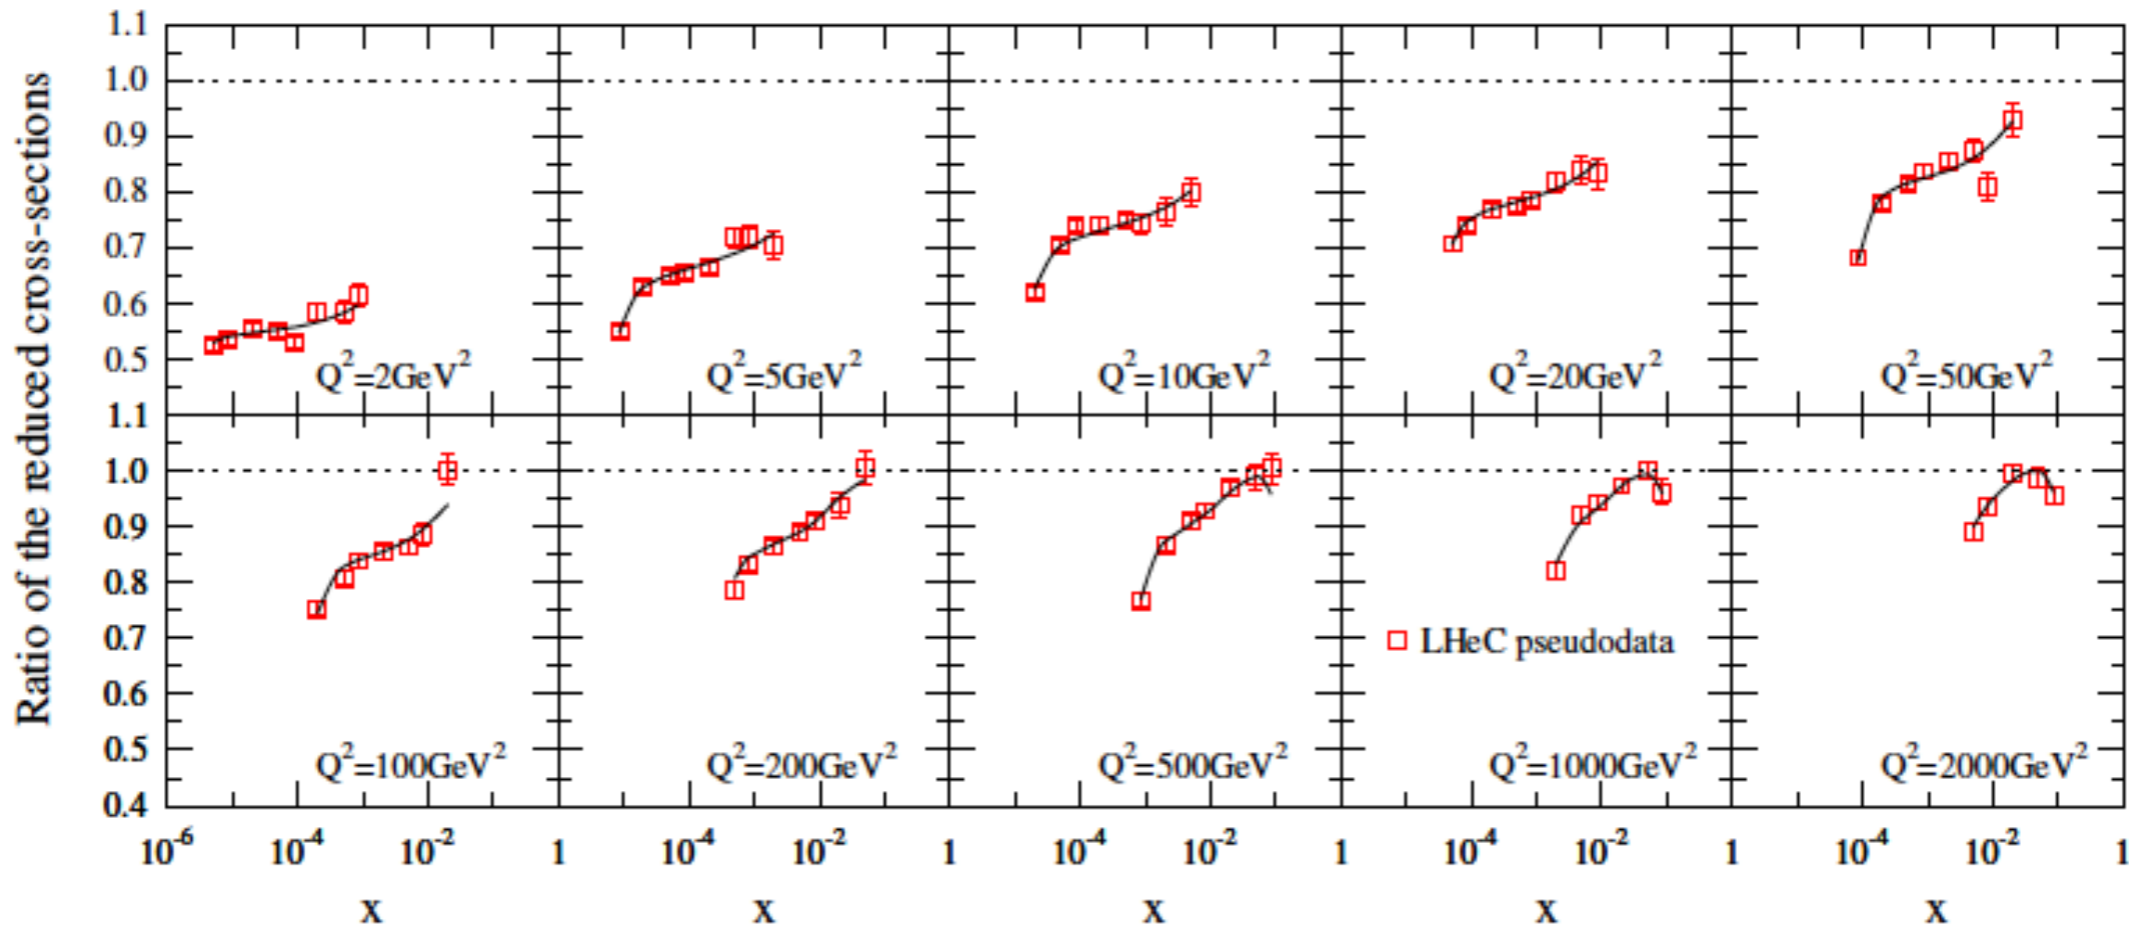 Ratio of the reduced cross-sections
1.1
1.0
0.9
0.8
0.7
0.6
0.5
Q²=2GeV²
Q²=5GeV²
Q²=10GeV²
Q²=20GeV²
Q²=50GeV²
1.1
1.0
0.9
0.8
0.7
0.6
0.5
0.4
LHeC pseudodata
Q²=100GeV²
Q²=200GeV²
Q²=500GeV²
Q²=1000GeV²
Q²=2000GeV²
10⁻⁶ 10⁻⁴ 10⁻² 1 10⁻⁴ 10⁻² 1 10⁻⁴ 10⁻² 1 10⁻⁴ 10⁻² 1 10⁻⁴ 10⁻² 1
x x x x x